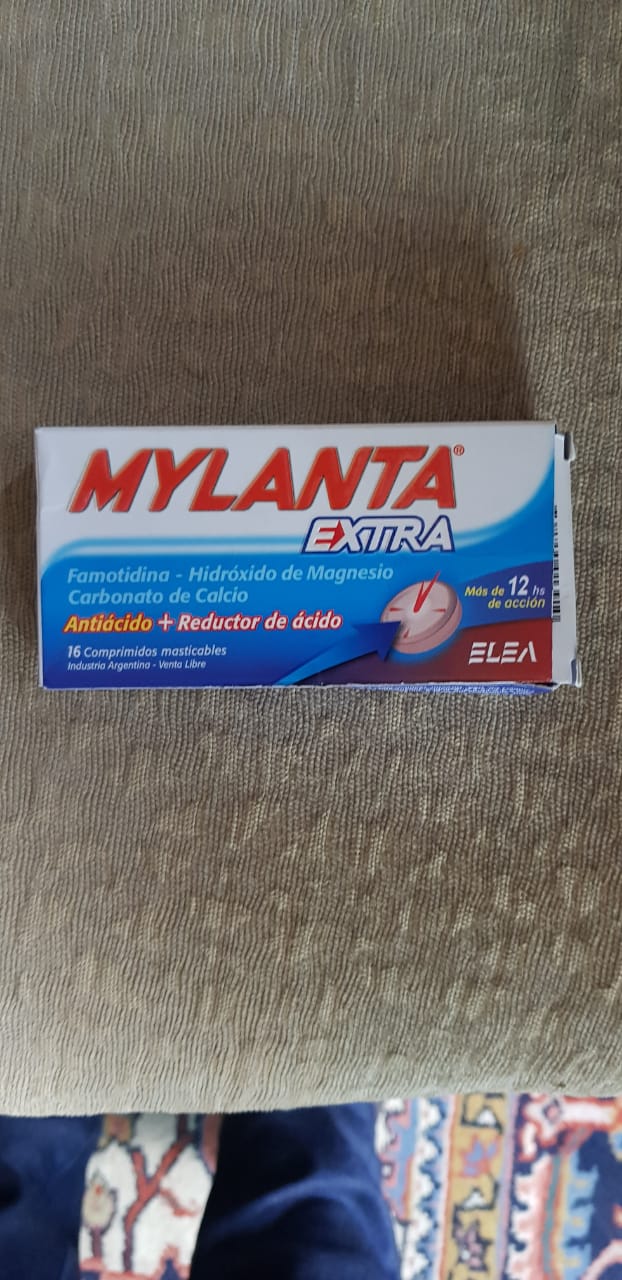 MYLANTA®
EXTRA
Famotidina - Hidróxido de Magnesio
Carbonato de Calcio
Antiácido + Reductor de ácido
16 Comprimidos masticables
Industria Argentina - Venta Libre
Más de 12 hs
de acción
ELEA